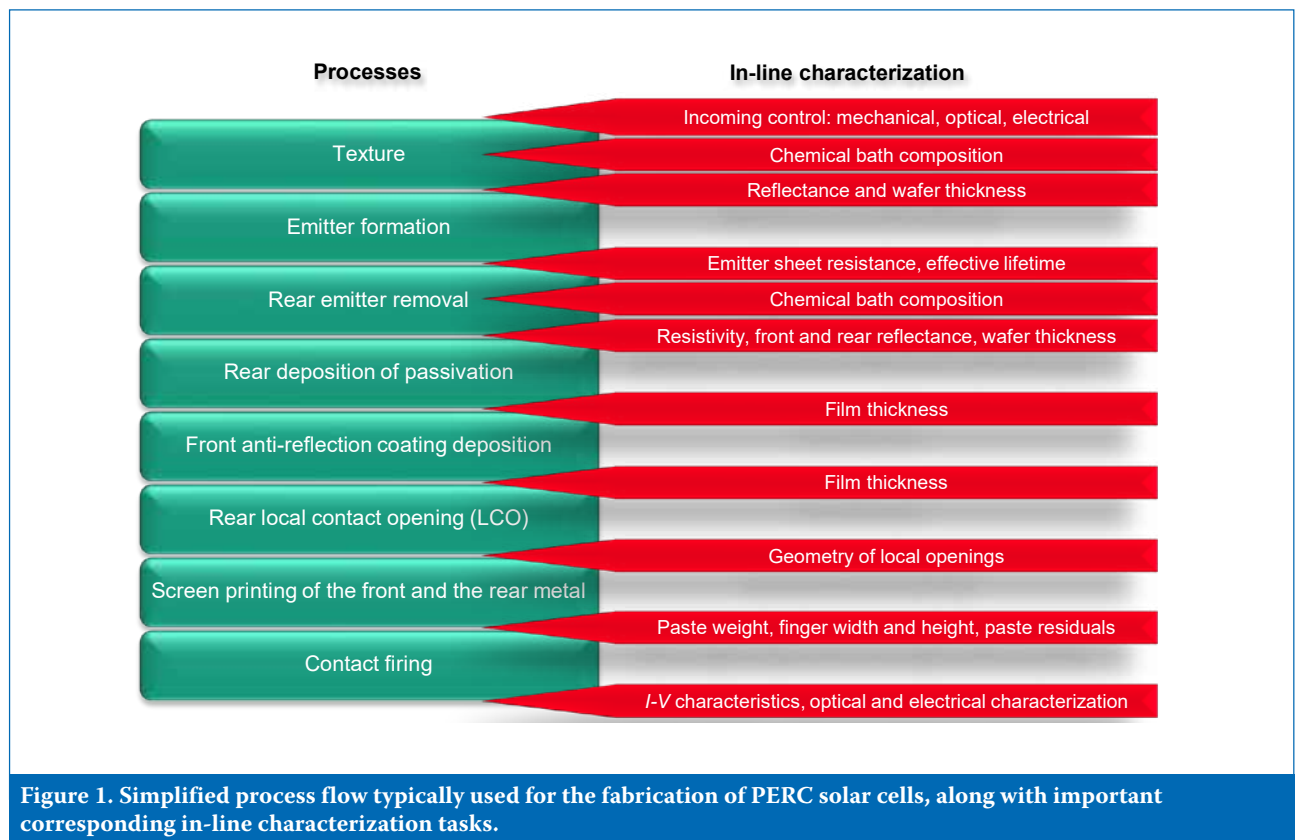 Processes
In-line characterization
Incoming control: mechanical, optical, electrical
Texture
Chemical bath composition
Reflectance and wafer thickness
Emitter formation
Emitter sheet resistance, effective lifetime
Rear emitter removal
Chemical bath composition
Resistivity, front and rear reflectance, wafer thickness
Rear deposition of passivation
Film thickness
Front anti-reflection coating deposition
Film thickness
Rear local contact opening (LCO)
Geometry of local openings
Screen printing of the front and the rear metal
Paste weight, finger width and height, paste residuals
Contact firing
I-V characteristics, optical and electrical characterization
Figure 1. Simplified process flow typically used for the fabrication of PERC solar cells, along with important
corresponding in-line characterization tasks.